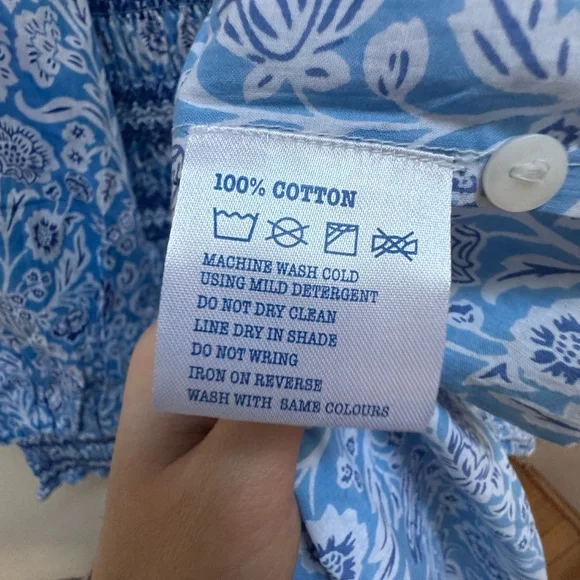 100% COTTON
MACHINE WASH COLD
USING MILD DETERGENT
DO NOT DRY CLEAN
LINE DRY IN SHADE
DO NOT WRING
IRON ON REVERSE
WASH WITH SAME COLOURS